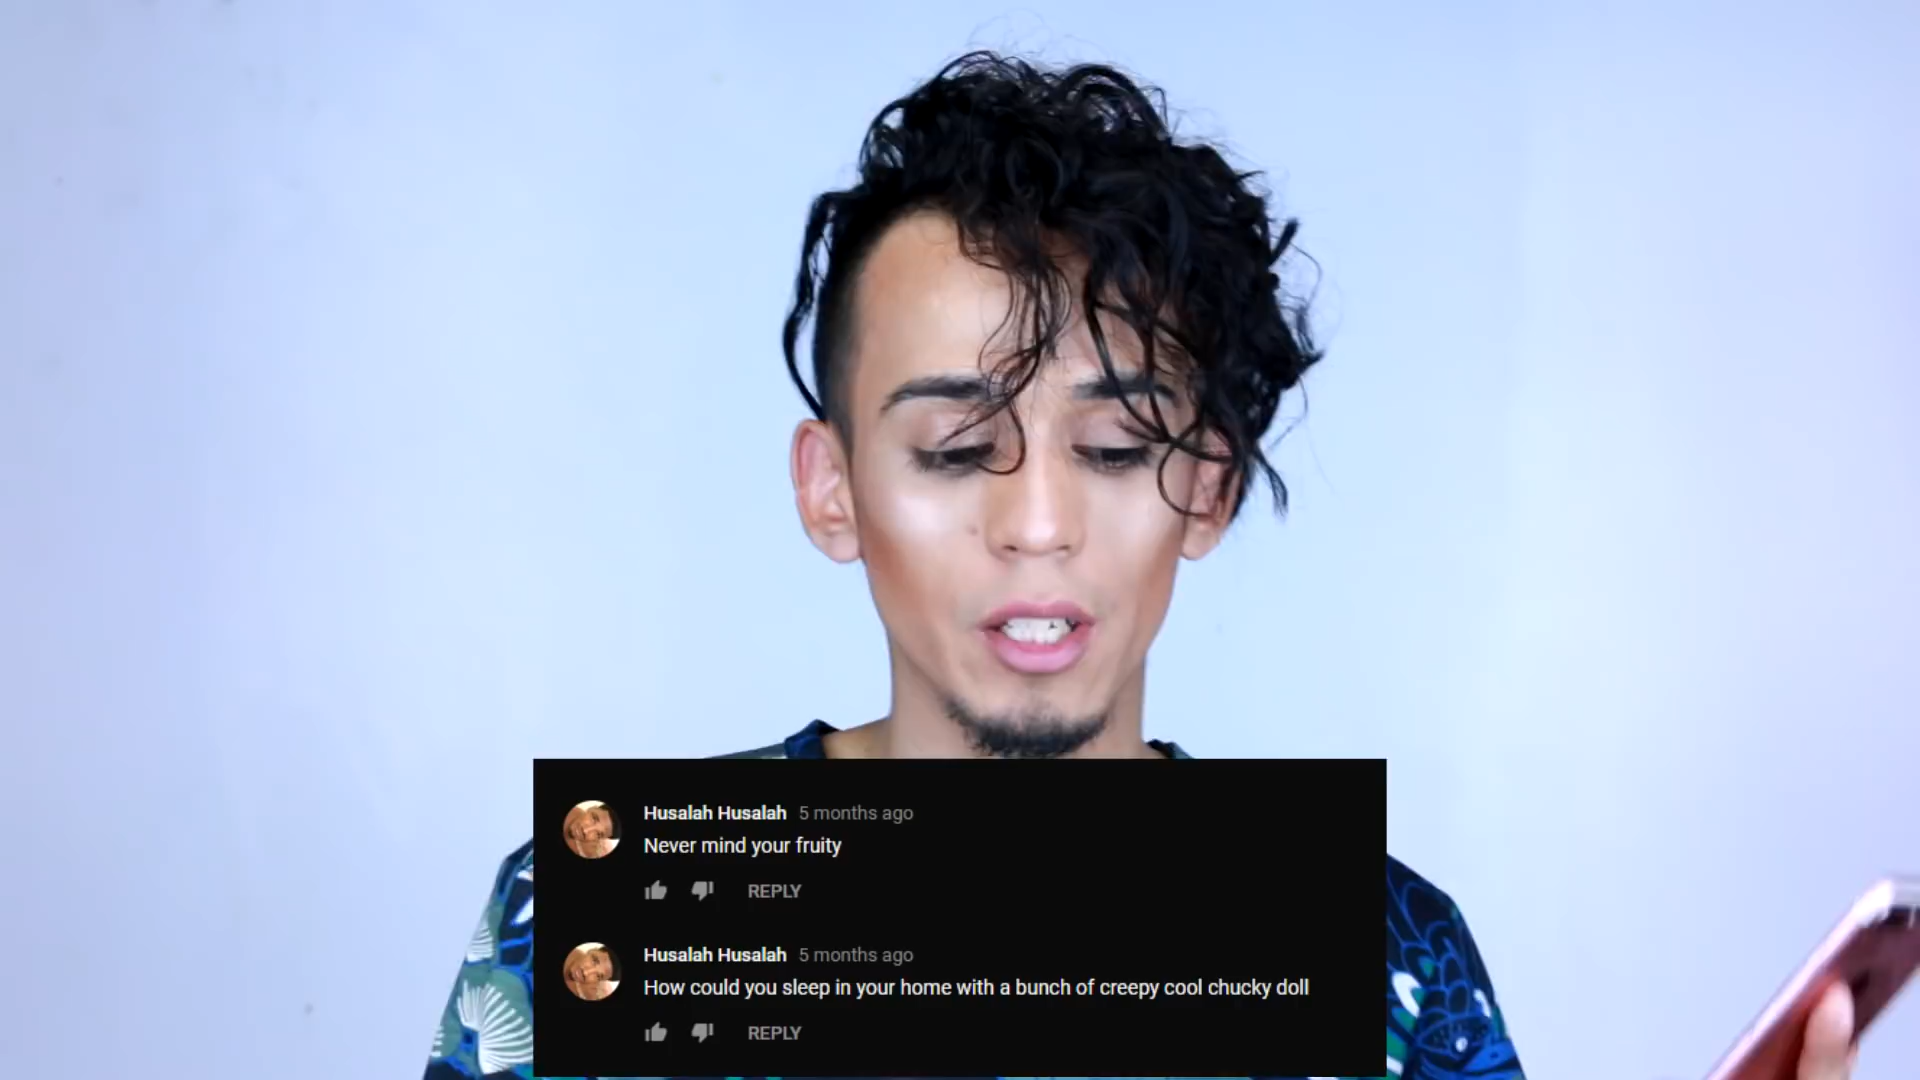 Husalah Husalah 5 months ago
Never mind your fruity
REPLY
Husalah Husalah 5 months ago
How could you sleep in your home with a bunch of creepy cool chucky doll
REPLY